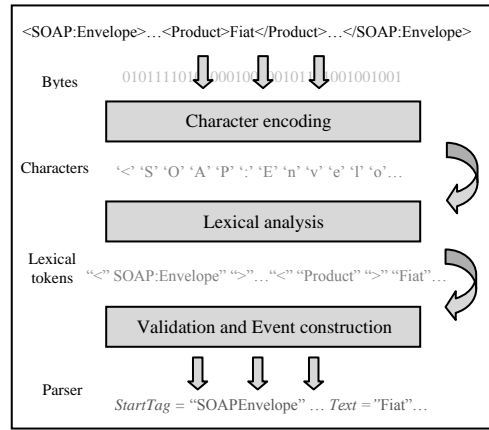 <SOAP:Envelope>…<Product>Fiat</Product>…</SOAP:Envelope>
Bytes
Character encoding
Characters ‘<’ ‘S’ ‘O’ ‘A’ ‘P’ ‘:’ ‘E’ ‘n’ ‘v’ ‘e’ ‘l’ ‘o’…
Lexical analysis
Lexical
tokens “<” SOAP:Envelope” “>”…“<” “Product” “>” “Fiat”…
Validation and Event construction
Parser
StartTag = “SOAPEnvelope” … Text =”Fiat”…